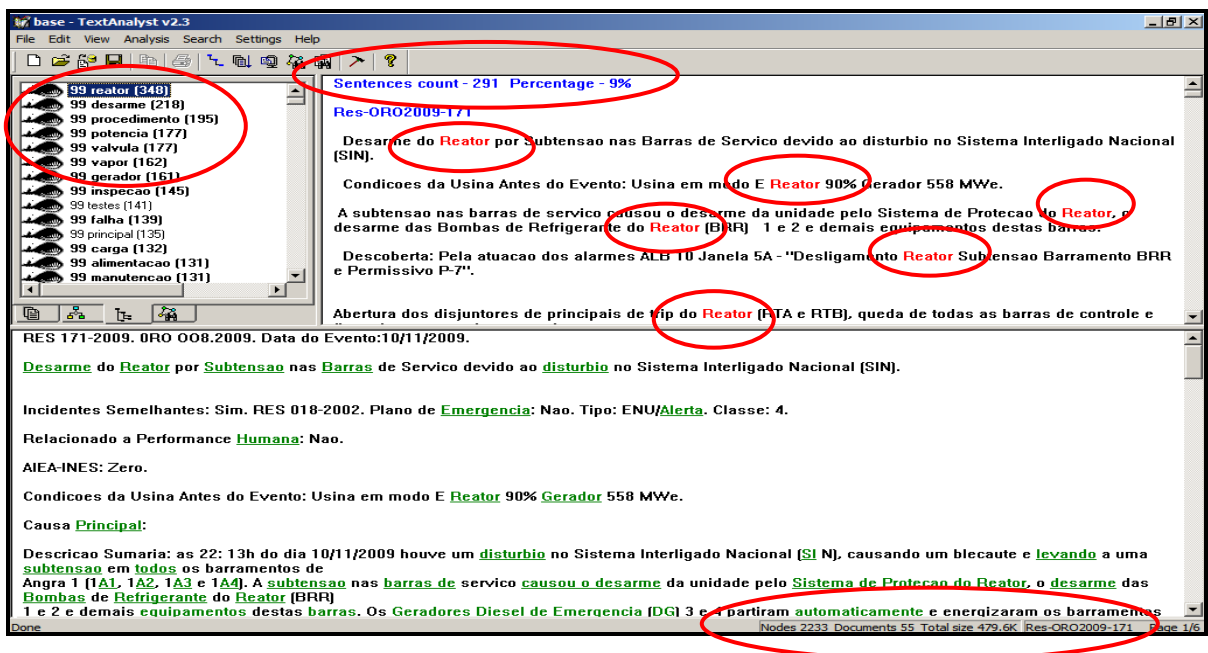 base - TextAnalyst v2.3
File Edit View Analysis Search Settings Help
99 reator (348)
99 desarme (218)
99 procedimento (195)
99 potencia (177)
99 valvula (177)
99 vapor (162)
99 gerador (161)
99 inspecao (145)
99 testes (141)
99 falha (139)
99 principal (135)
99 carga (132)
99 alimentacao (131)
99 manutencao (131)
Sentences count - 291 Percentage - 9%
Res-ORO2009-171
Desarme do Reator por Subtensao nas Barras de Servico devido ao disturbio no Sistema Interligado Nacional
(SIN).
Condicoes da Usina Antes do Evento: Usina em modo E Reator 90% Gerador 558 MWe.
A subtensao nas barras de servico causou o desarme da unidade pelo Sistema de Protecao do Reator, o
desarme das Bombas de Refrigerante do Reator (BRR) 1 e 2 e demais equipamentos destas barras.
Descoberta: Pela atuacao dos alarmes ALB 10 Janela 5A - "Desligamento Reator Subtensao Barramento BRR
e Permissivo P-7".
Abertura dos disjuntores de principais de trip do Reator (RTA e RTB), queda de todas as barras de controle e
RES 171-2009. 0RO OO8.2009. Data do Evento:10/11/2009.
Desarme do Reator por Subtensao nas Barras de Servico devido ao disturbio no Sistema Interligado Nacional (SIN).
Incidentes Semelhantes: Sim. RES 018-2002. Plano de Emergencia: Nao. Tipo: ENU/Alerta. Classe: 4.
Relacionado a Performance Humana: Nao.
AIEA-INES: Zero.
Condicoes da Usina Antes do Evento: Usina em modo E Reator 90% Gerador 558 MWe.
Causa Principal:
Descricao Sumaria: as 22: 13h do dia 10/11/2009 houve um disturbio no Sistema Interligado Nacional (SI N), causando um blecaute e levando a uma
subtensao em todos os barramentos de
Angra 1 (1A1, 1A2, 1A3 e 1A4). A subtensao nas barras de servico causou o desarme da unidade pelo Sistema de Protecao do Reator, o desarme das
Bombas de Refrigerante do Reator (BRR)
1 e 2 e demais equipamentos destas barras. Os Geradores Diesel de Emergencia (DG) 3 e 4 partiram automaticamente e energizaram os barramentos
Done Nodes 2233 Documents 55 Total size 479.6K Res-ORO2009-171 Page 1/6